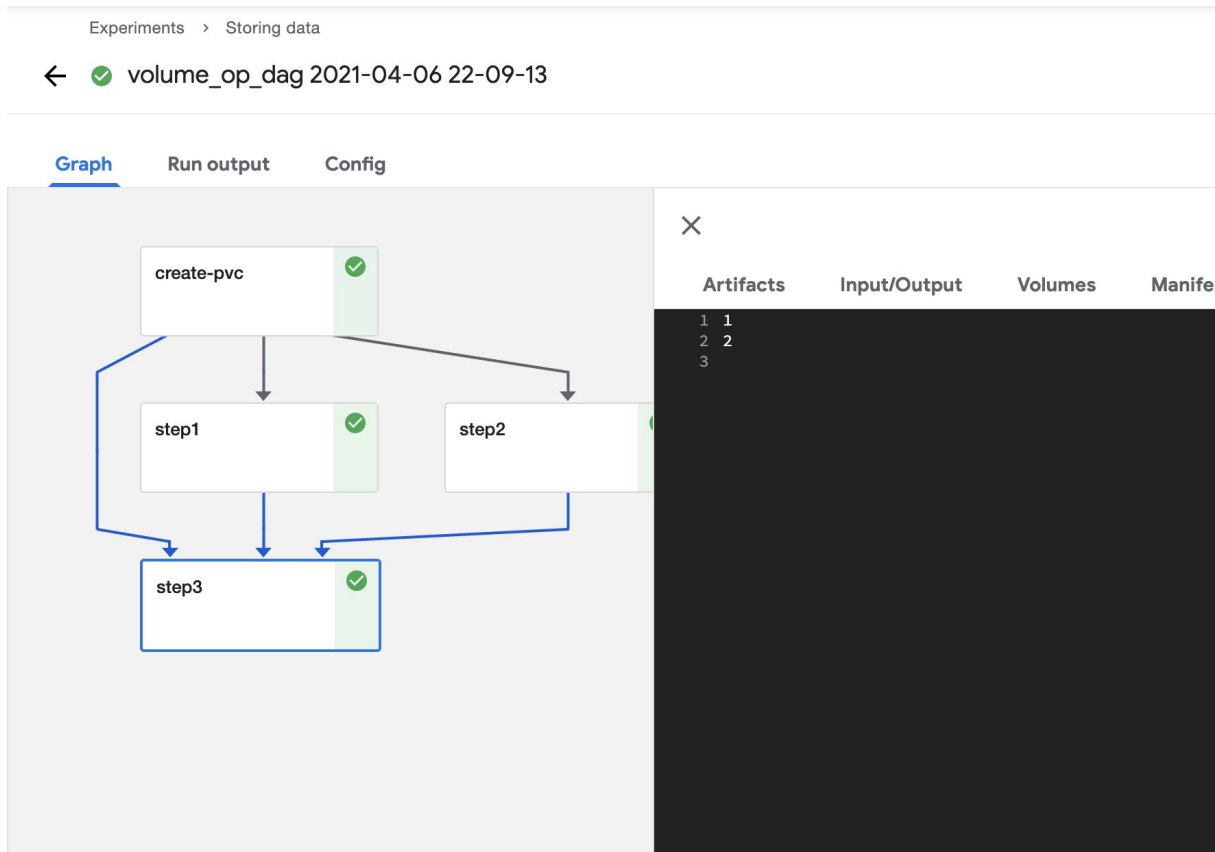 Experiments > Storing data
volume_op_dag 2021-04-06 22-09-13
Graph Run output Config
create-pvc
step1 step2
step3
Artifacts Input/Output Volumes Manife
1 1
2 2
3